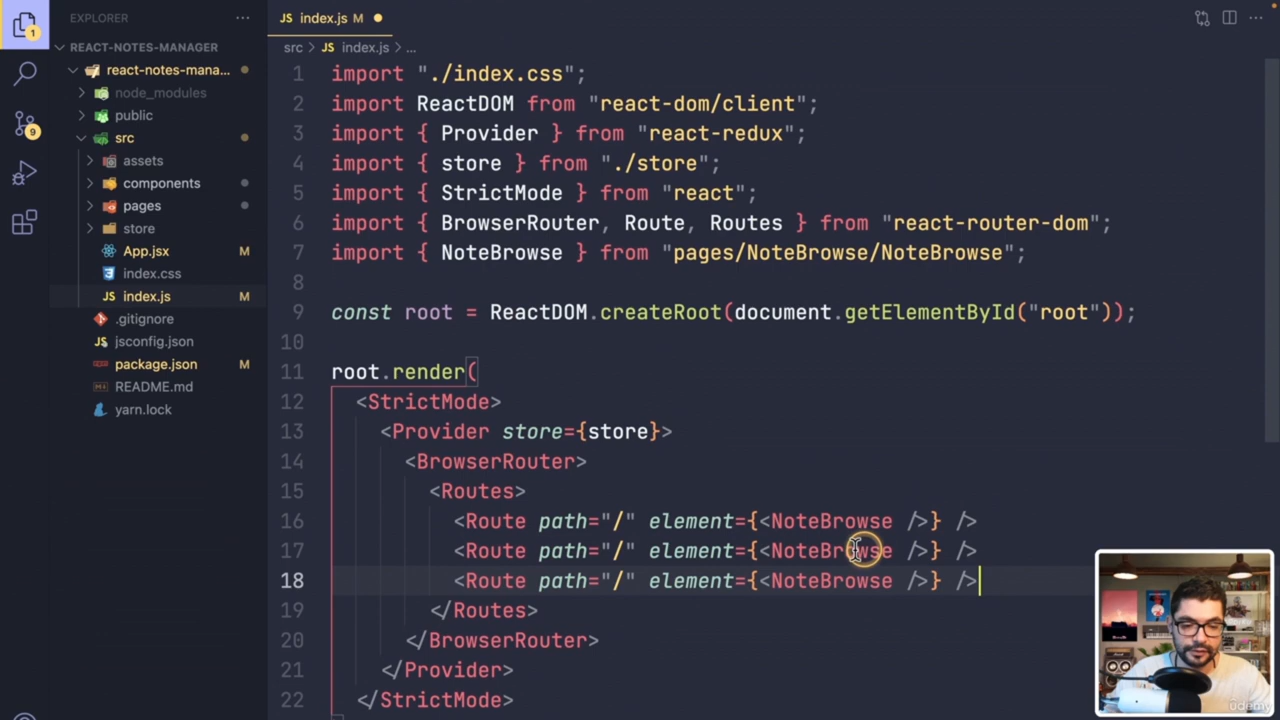 EXPLORER
JS index.js M
1
REACT-NOTES-MANAGER
src > JS index.js > ...
react-notes-mana...
node_modules
public
src
assets
components
pages
store
App.jsx M
index.css
JS index.js M
.gitignore
jsconfig.json
package.json M
README.md
yarn.lock
9
1 import "./index.css";
2 import ReactDOM from "react-dom/client";
3 import { Provider } from "react-redux";
4 import { store } from "./store";
5 import { StrictMode } from "react";
6 import { BrowserRouter, Route, Routes } from "react-router-dom";
7 import { NoteBrowse } from "pages/NoteBrowse/NoteBrowse";
8
9 const root = ReactDOM.createRoot(document.getElementById("root"));
10
11 root.render(
12 <StrictMode>
13 <Provider store={store}>
14 <BrowserRouter>
15 <Routes>
16 <Route path="/" element={<NoteBrowse />} />
17 <Route path="/" element={<NoteBrowse />} />
18 <Route path="/" element={<NoteBrowse />} />
19 </Routes>
20 </BrowserRouter>
21 </Provider>
22 </StrictMode>
udemy